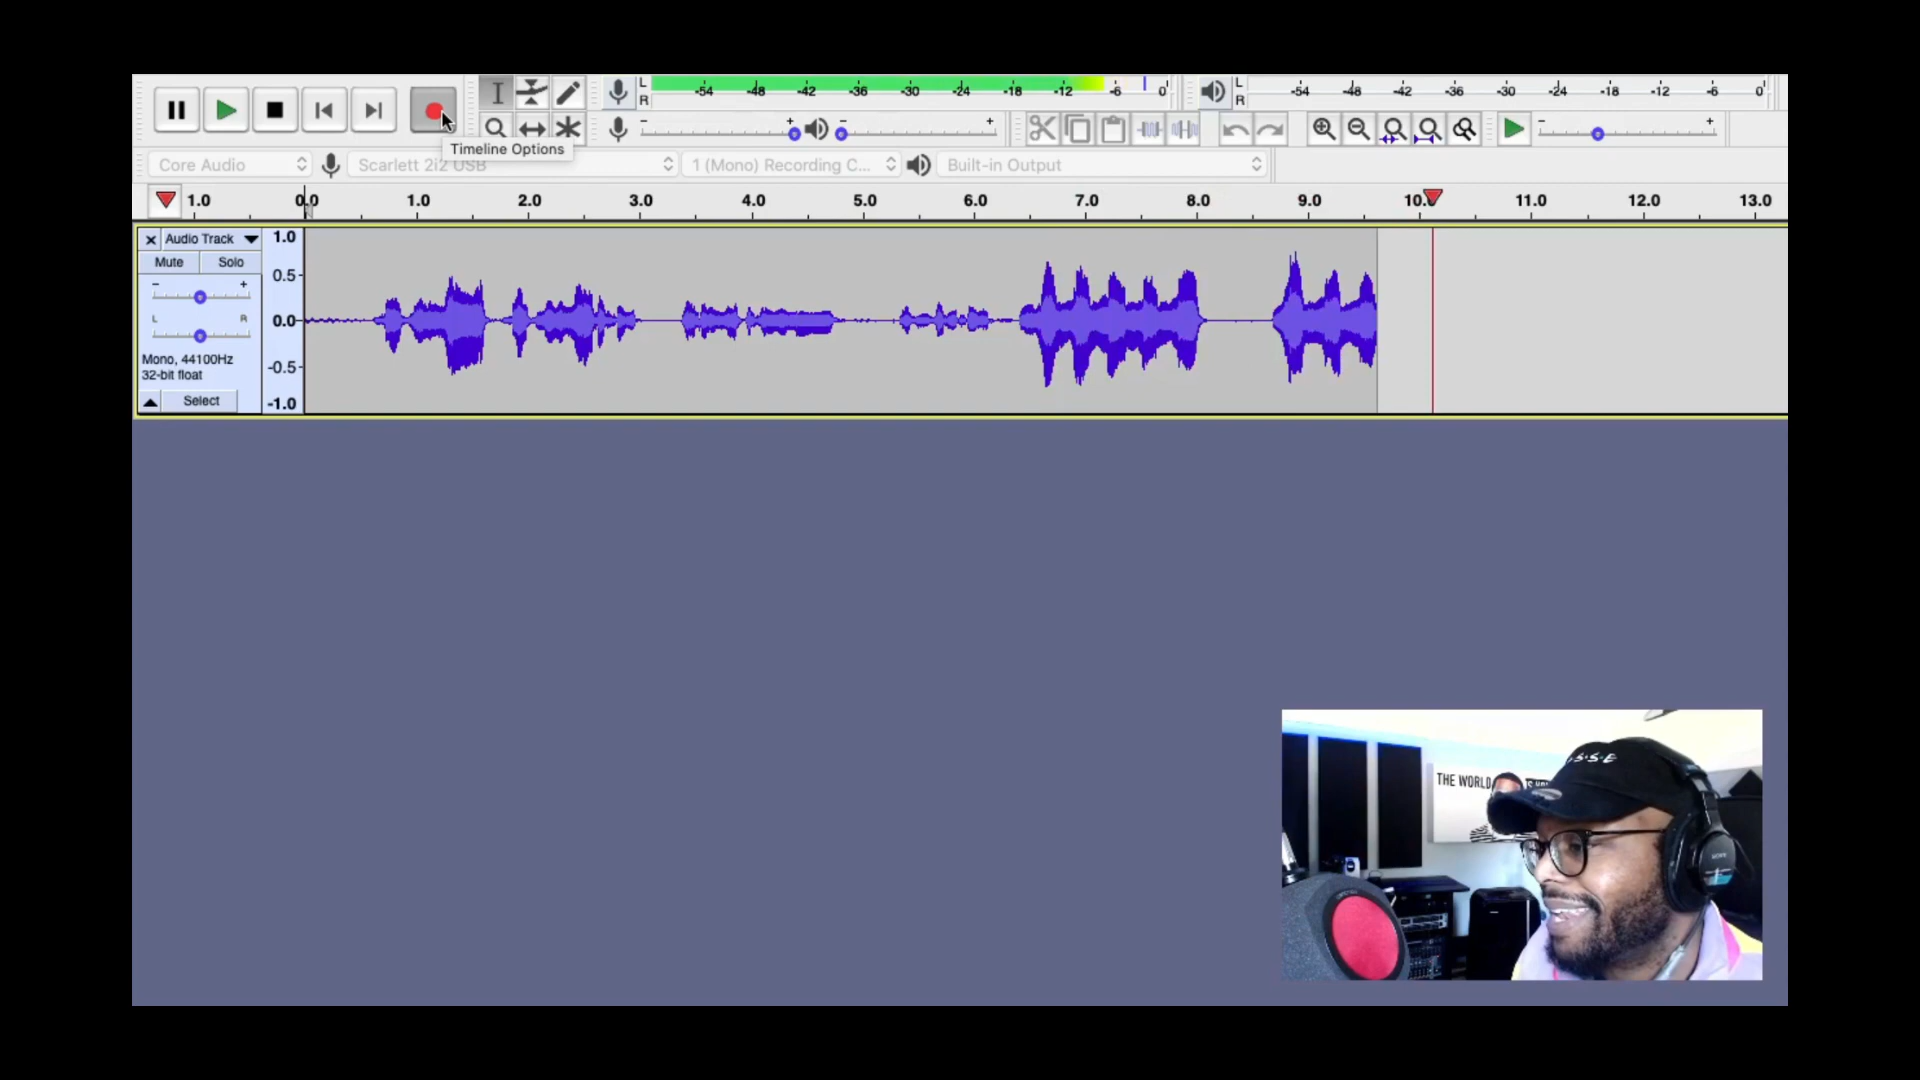 L
R
-54 -48 -42 -36 -30 -24 -18 -12 -6 0
L
R
-54 -48 -42 -36 -30 -24 -18 -12 -6 0
Timeline Options
Core Audio
Scarlett 2i2 USB
1 (Mono) Recording C...
Built-in Output
1.0 0.0 1.0 2.0 3.0 4.0 5.0 6.0 7.0 8.0 9.0 10.0 11.0 12.0 13.0
Audio Track
Mute Solo
L R
Mono, 44100Hz
32-bit float
Select
1.0
0.5
0.0
-0.5
-1.0
THE WORLD
SONY